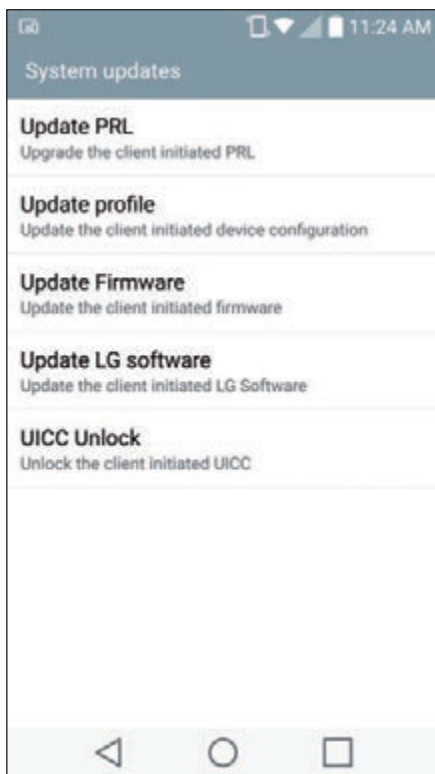 11:24 AM
System updates
Update PRL
Upgrade the client initiated PRL
Update profile
Update the client initiated device configuration
Update Firmware
Update the client initiated firmware
Update LG software
Update the client initiated LG Software
UICC Unlock
Unlock the client initiated UICC